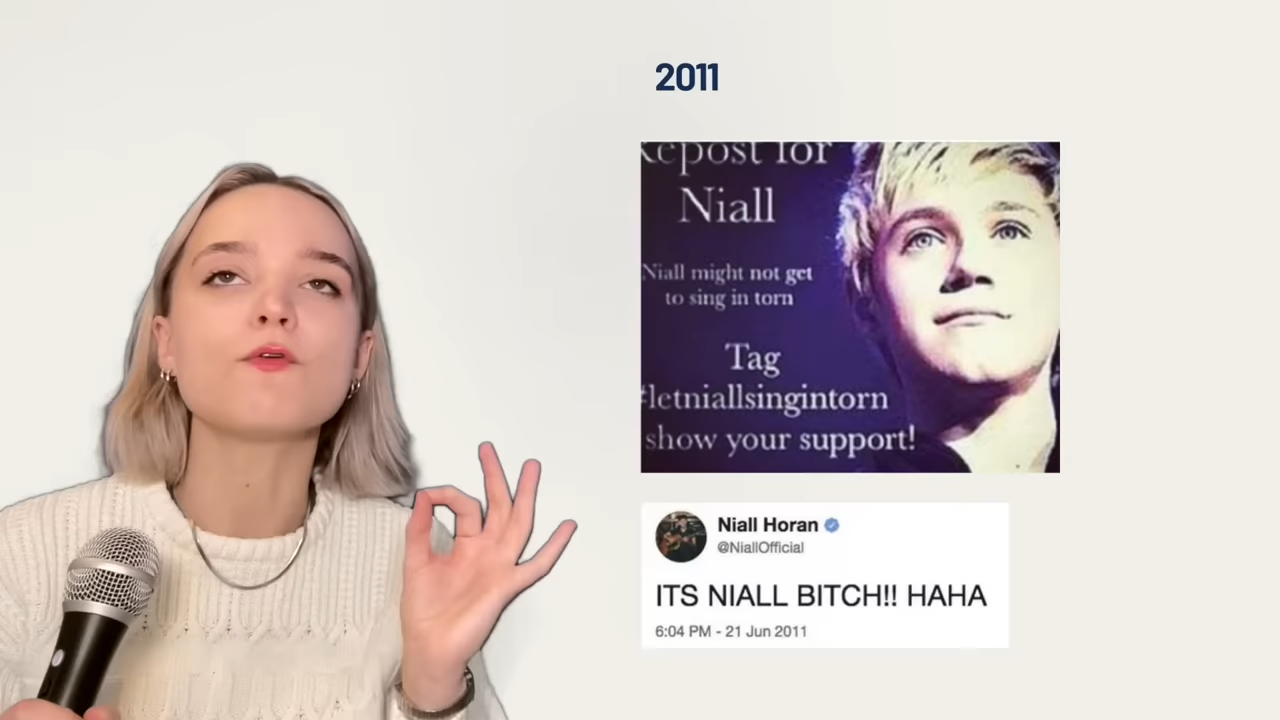 2011
Repost for
Niall
Niall might not get
to sing in torn
Tag
#letniallsingintorn
show your support!
Niall Horan
@NiallOfficial
ITS NIALL BITCH!! HAHA
6:04 PM - 21 Jun 2011